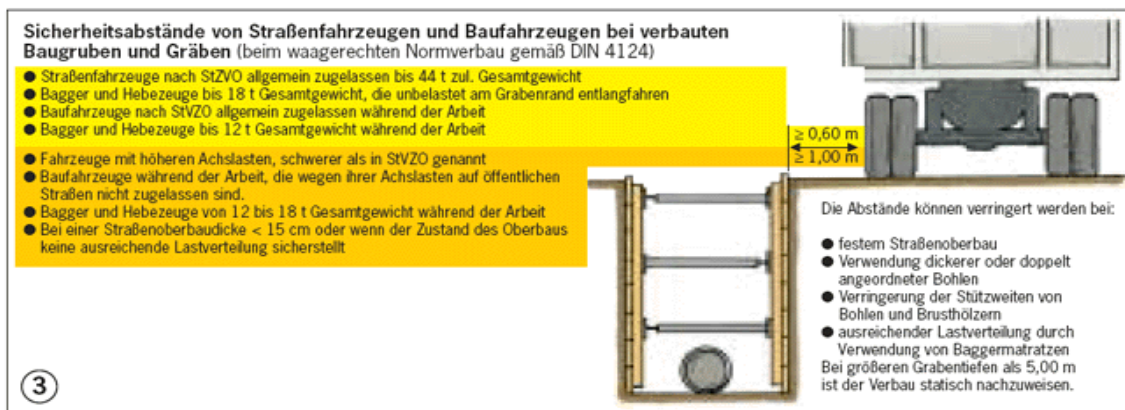 Sicherheitsabstände von Straßenfahrzeugen und Baufahrzeugen bei verbauten
Baugruben und Gräben (beim waagerechten Normverbau gemäß DIN 4124)
● Straßenfahrzeuge nach StZVO allgemein zugelassen bis 44 t zul. Gesamtgewicht
● Bagger und Hebezeuge bis 18 t Gesamtgewicht, die unbelastet am Grabenrand entlangfahren
● Baufahrzeuge nach StVZO allgemein zugelassen während der Arbeit
● Bagger und Hebezeuge bis 12 t Gesamtgewicht während der Arbeit
● Fahrzeuge mit höheren Achslasten, schwerer als in StVZO genannt
● Baufahrzeuge während der Arbeit, die wegen ihrer Achslasten auf öffentlichen
Straßen nicht zugelassen sind.
● Bagger und Hebezeuge von 12 bis 18 t Gesamtgewicht während der Arbeit
● Bei einer Straßenoberbaudicke < 15 cm oder wenn der Zustand des Oberbaus
keine ausreichende Lastverteilung sicherstellt
≥ 0,60 m
≥ 1,00 m
Die Abstände können verringert werden bei:
● festem Straßenoberbau
● Verwendung dickerer oder doppelt
angeordneter Bohlen
● Verringerung der Stützweiten von
Bohlen und Brusthölzern
● ausreichender Lastverteilung durch
Verwendung von Baggermatratzen
Bei größeren Grabentiefen als 5,00 m
ist der Verbau statisch nachzuweisen.
3